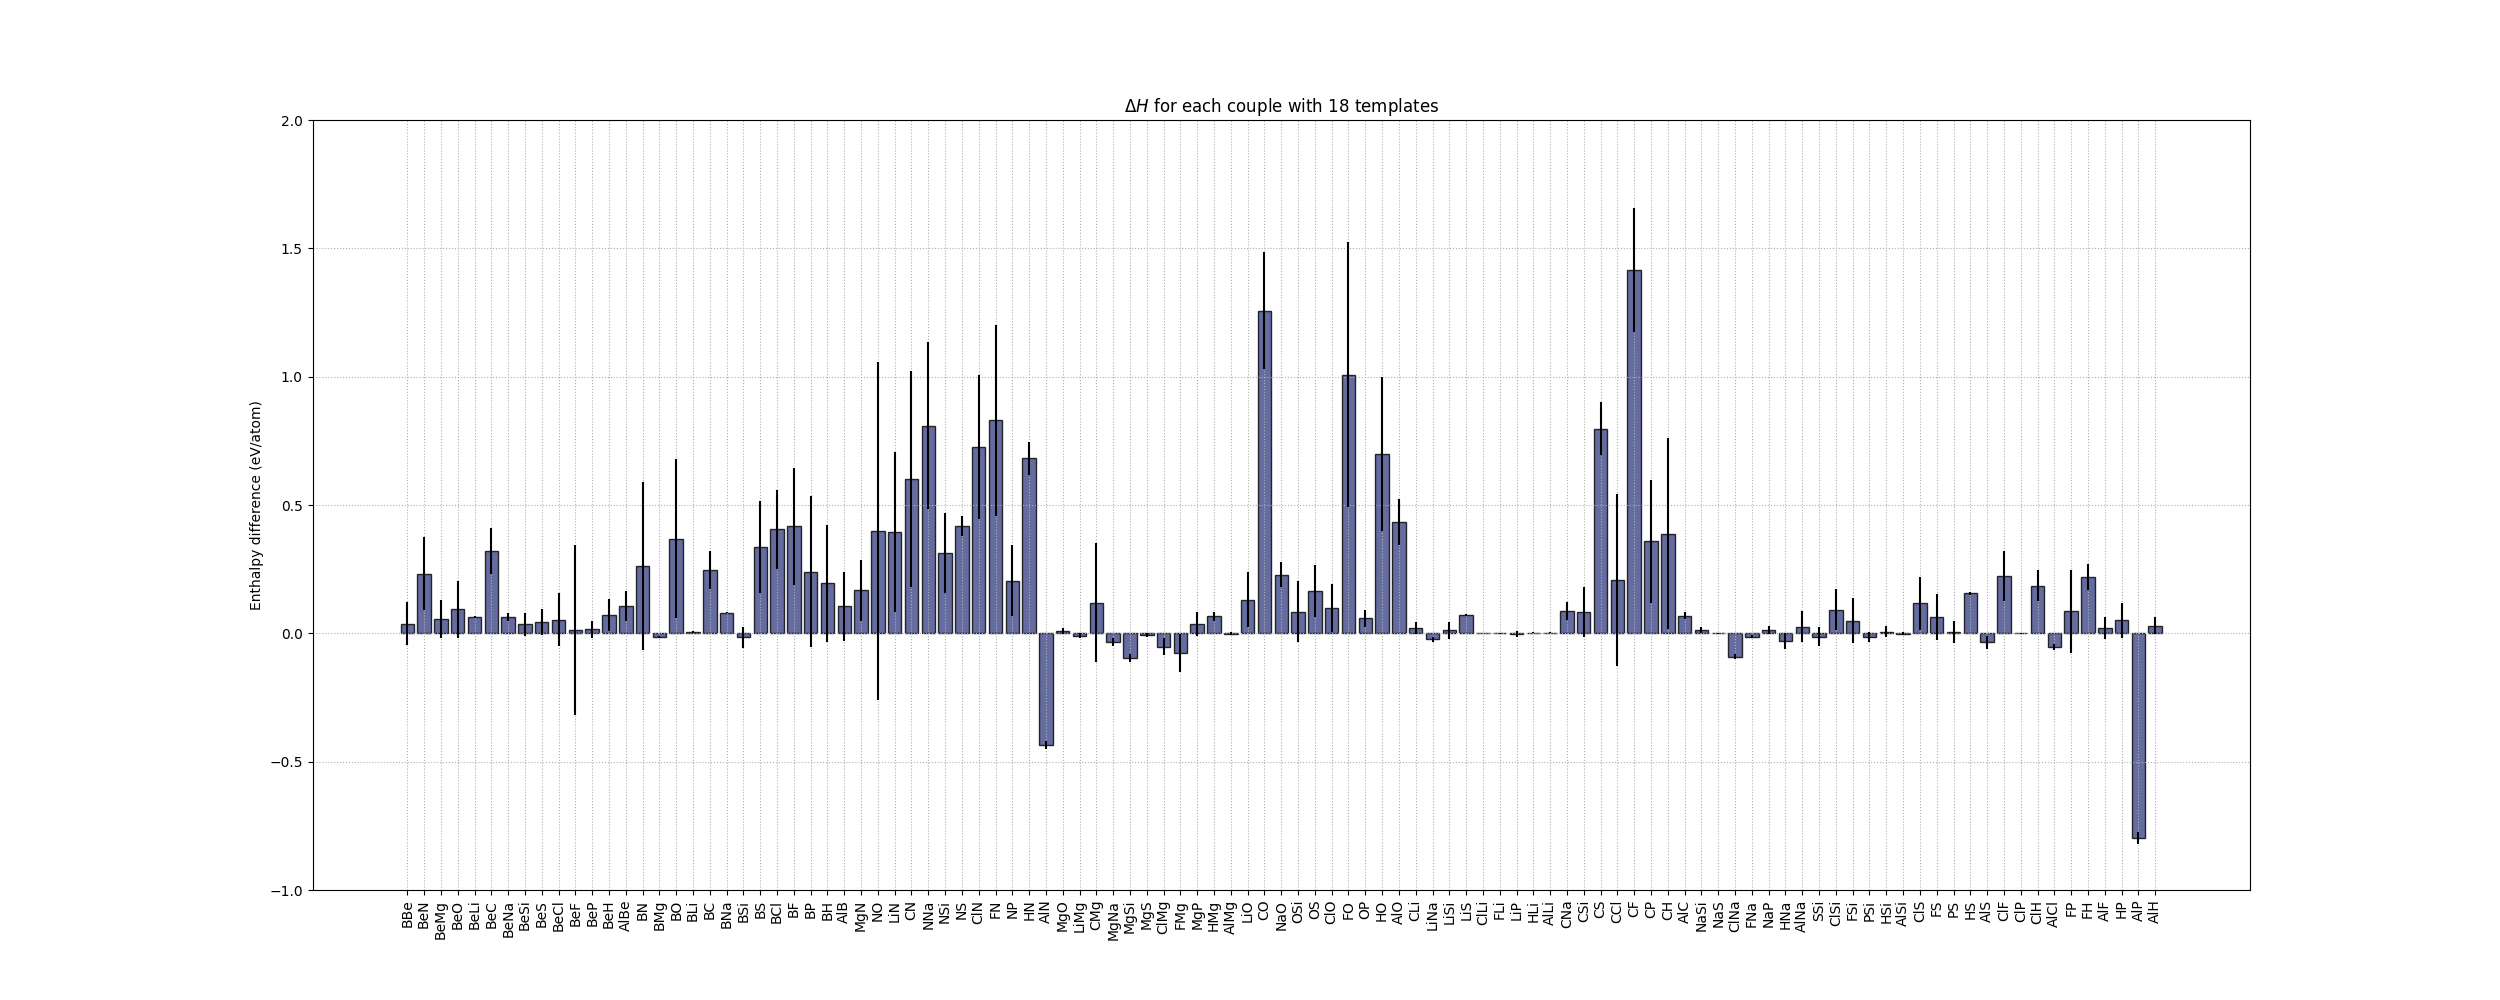 ΔH for each couple with 18 templates
Enthalpy difference (eV/atom)
2.0
1.5
1.0
0.5
0.0
−0.5
−1.0
BBe
BeN
BeMg
BeO
BeLi
BeC
BeNa
BeSi
BeS
BeCl
BeF
BeP
BeH
AlBe
BN
BMg
BO
BLi
BC
BNa
BSi
BS
BCl
BF
BP
BH
AlB
MgN
NO
LiN
CN
NNa
NSi
NS
ClN
FN
NP
HN
AlN
MgO
LiMg
CMg
MgNa
MgSi
MgS
ClMg
FMg
MgP
HMg
AlMg
LiO
CO
NaO
OSi
OS
ClO
FO
OP
HO
AlO
CLi
LiNa
LiSi
LiS
ClLi
FLi
LiP
HLi
AlLi
CNa
CSi
CS
CCl
CF
CP
CH
AlC
NaSi
NaS
ClNa
FNa
NaP
HNa
AlNa
SSi
ClSi
FSi
PSi
HSi
AlSi
ClS
FS
PS
HS
AlS
ClF
ClP
ClH
AlCl
FP
FH
AlF
HP
AlP
AlH